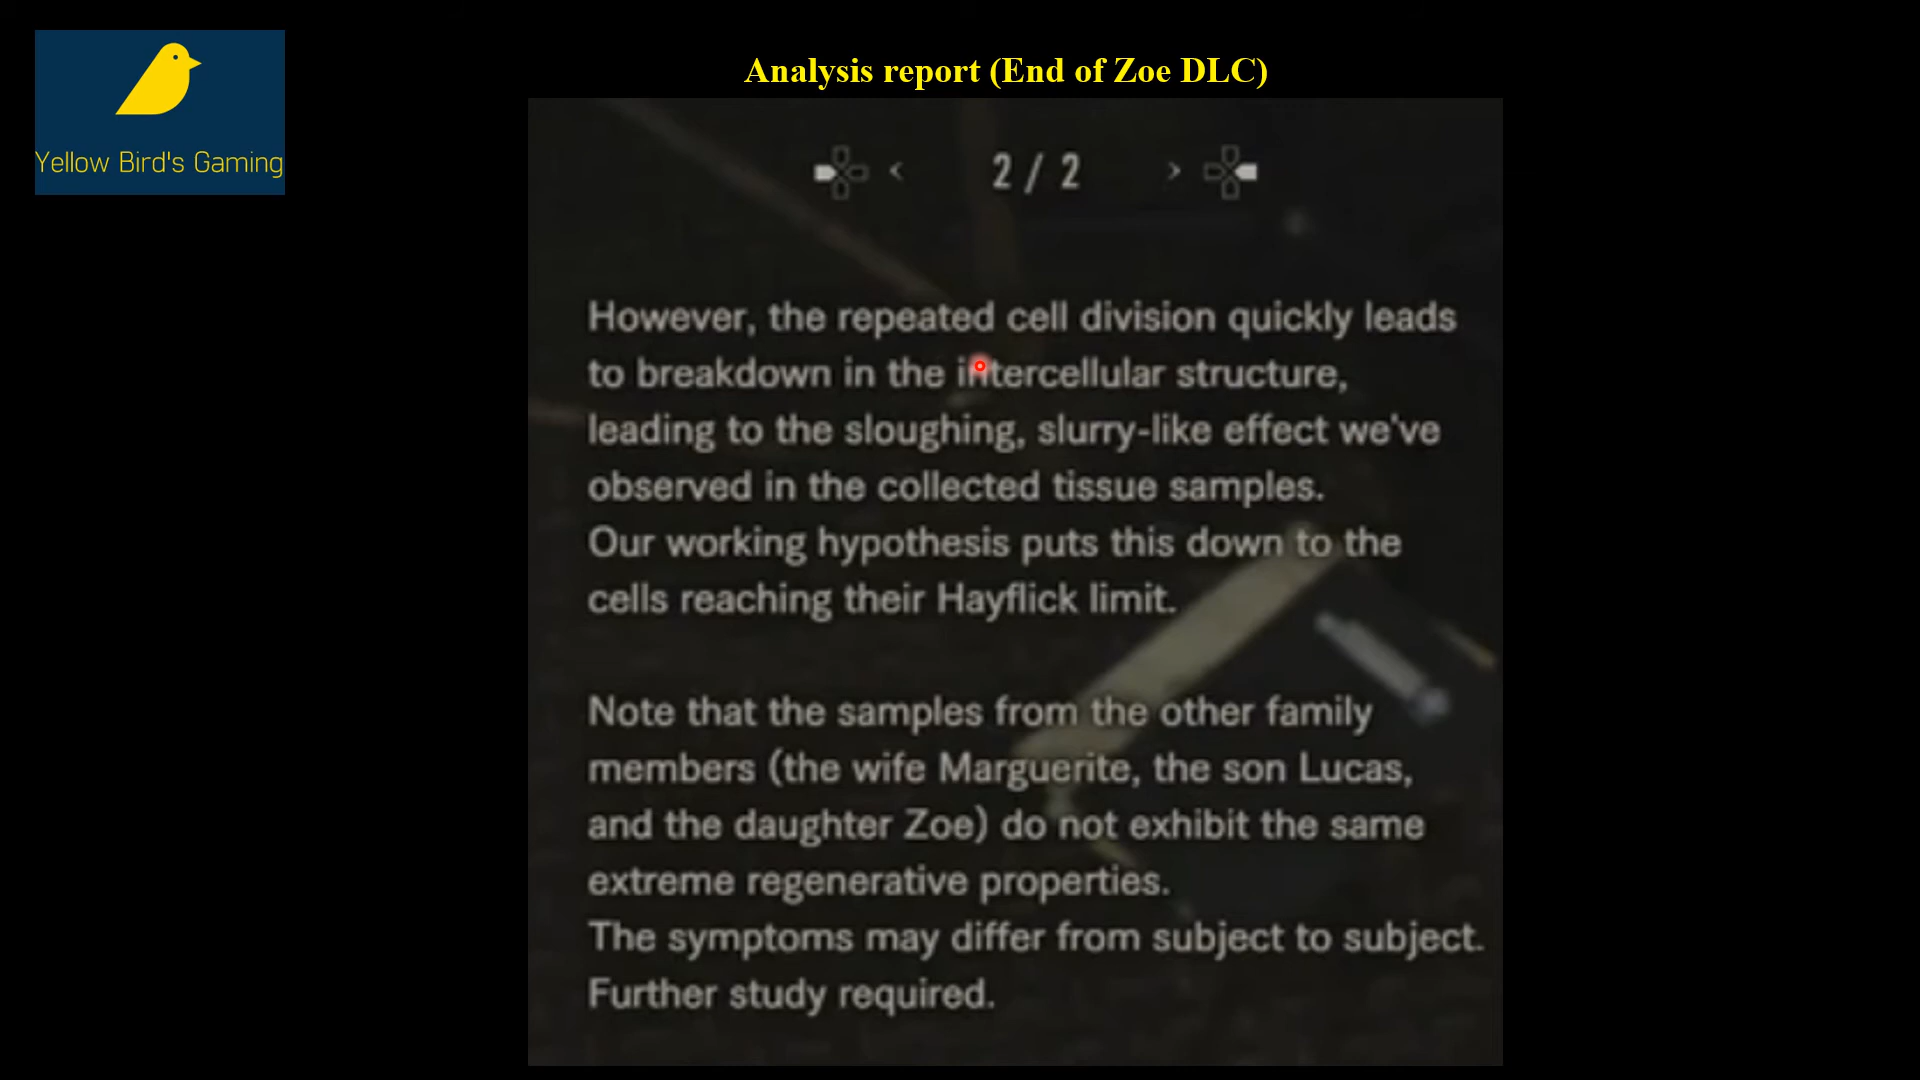 Yellow Bird's Gaming
Analysis report (End of Zoe DLC)
< 2 / 2 >
However, the repeated cell division quickly leads
to breakdown in the intercellular structure,
leading to the sloughing, slurry-like effect we've
observed in the collected tissue samples.
Our working hypothesis puts this down to the
cells reaching their Hayflick limit.
Note that the samples from the other family
members (the wife Marguerite, the son Lucas,
and the daughter Zoe) do not exhibit the same
extreme regenerative properties.
The symptoms may differ from subject to subject.
Further study required.